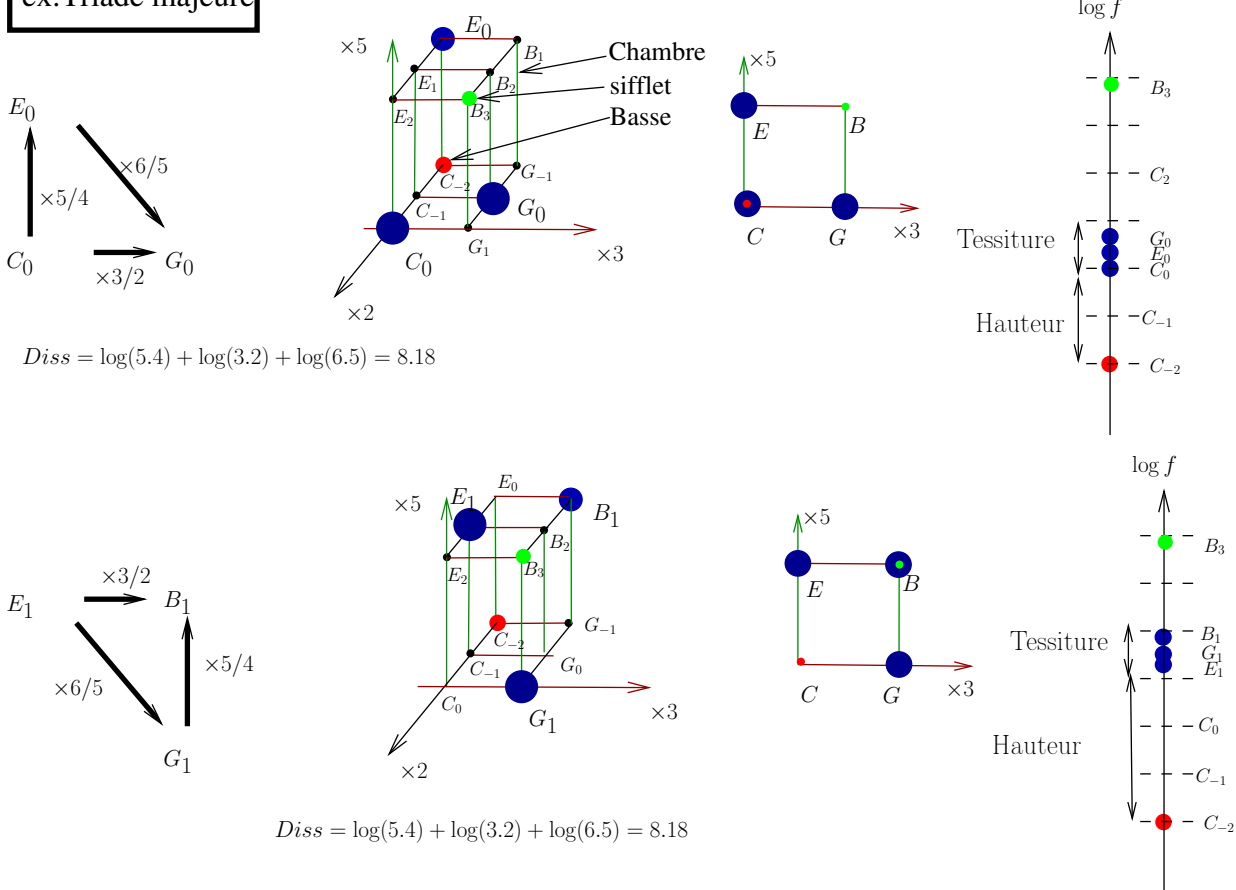 ex:Triade majeure
E₀
×6/5
×5/4
C₀
×3/2
G₀
×5
E₀
B₁
E₁
B₂
E₂
B₃
Chambre
sifflet
Basse
C₋₂
G₋₁
C₋₁
G₀
C₀
G₁
×3
×2
×5
E
B
C
G
×3
log f
B₃
C₂
Tessiture
G₀
E₀
C₀
Hauteur
C₋₁
C₋₂
Diss = log(5.4) + log(3.2) + log(6.5) = 8.18
×3/2
E₁
B₁
×6/5
×5/4
G₁
×5
E₁
E₀
B₁
B₂
E₂
B₃
C₋₂
G₋₁
C₋₁
G₀
C₀
G₁
×3
×2
×5
E
B
C
G
×3
log f
B₃
Tessiture
B₁
G₁
E₁
C₀
Hauteur
C₋₁
C₋₂
Diss = log(5.4) + log(3.2) + log(6.5) = 8.18